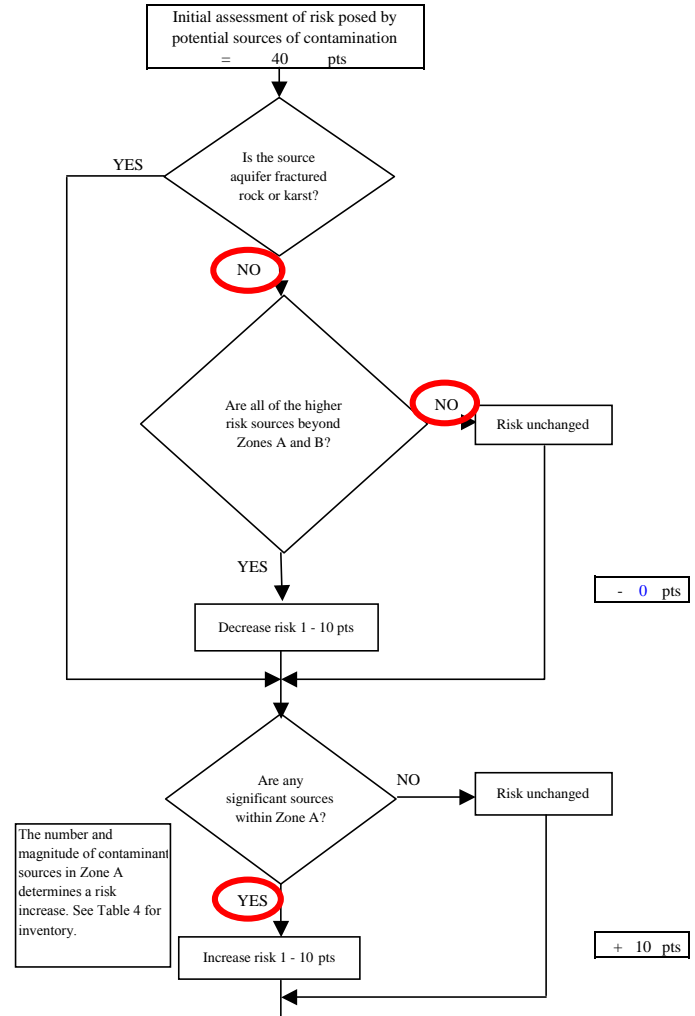 Initial assessment of risk posed by
potential sources of contamination
= 40 pts
YES
Is the source
aquifer fractured
rock or karst?
NO
Are all of the higher
risk sources beyond
Zones A and B?
NO
Risk unchanged
YES
- 0 pts
Decrease risk 1 - 10 pts
Are any
significant sources
within Zone A?
NO
Risk unchanged
The number and
magnitude of contaminant
sources in Zone A
determines a risk
increase. See Table 4 for
inventory.
YES
Increase risk 1 - 10 pts
+ 10 pts